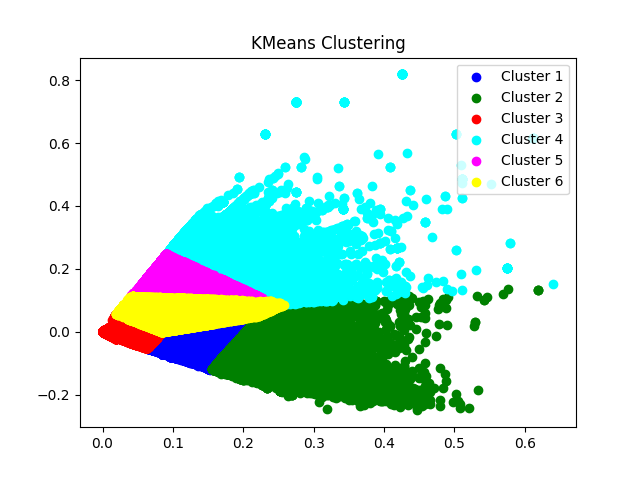 KMeans Clustering
Cluster 1
Cluster 2
Cluster 3
Cluster 4
Cluster 5
Cluster 6
0.8
0.6
0.4
0.2
0.0
−0.2
0.0 0.1 0.2 0.3 0.4 0.5 0.6